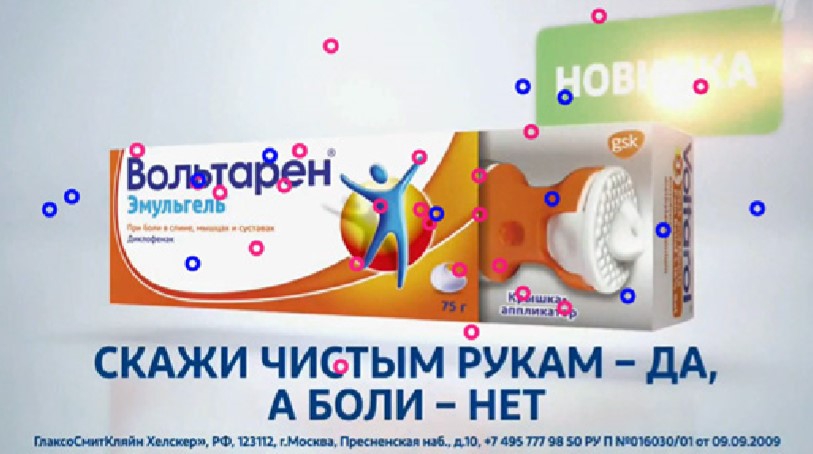 НОВИНКА
gsk
Вольтарен®
Эмульгель
При боли в спине, мышцах и суставах
Диклофенак
75 г
Крышка-
аппликатор
Voltarol
СКАЖИ ЧИСТЫМ РУКАМ – ДА,
А БОЛИ – НЕТ
ГлаксоСмитКляйн Хелскер», РФ, 123112, г.Москва, Пресненская наб., д.10, +7 495 777 98 50 РУ П №016030/01 от 09.09.2009